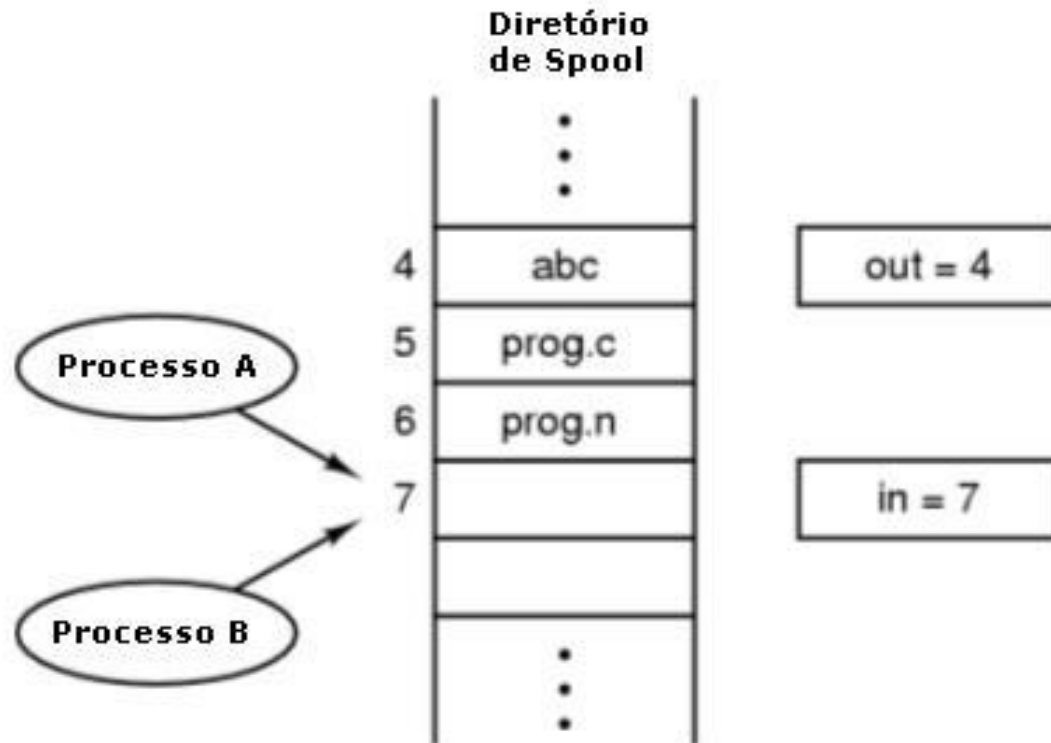 Diretório
de Spool
4 abc out = 4
Processo A
5 prog.c
6 prog.n
7 in = 7
Processo B